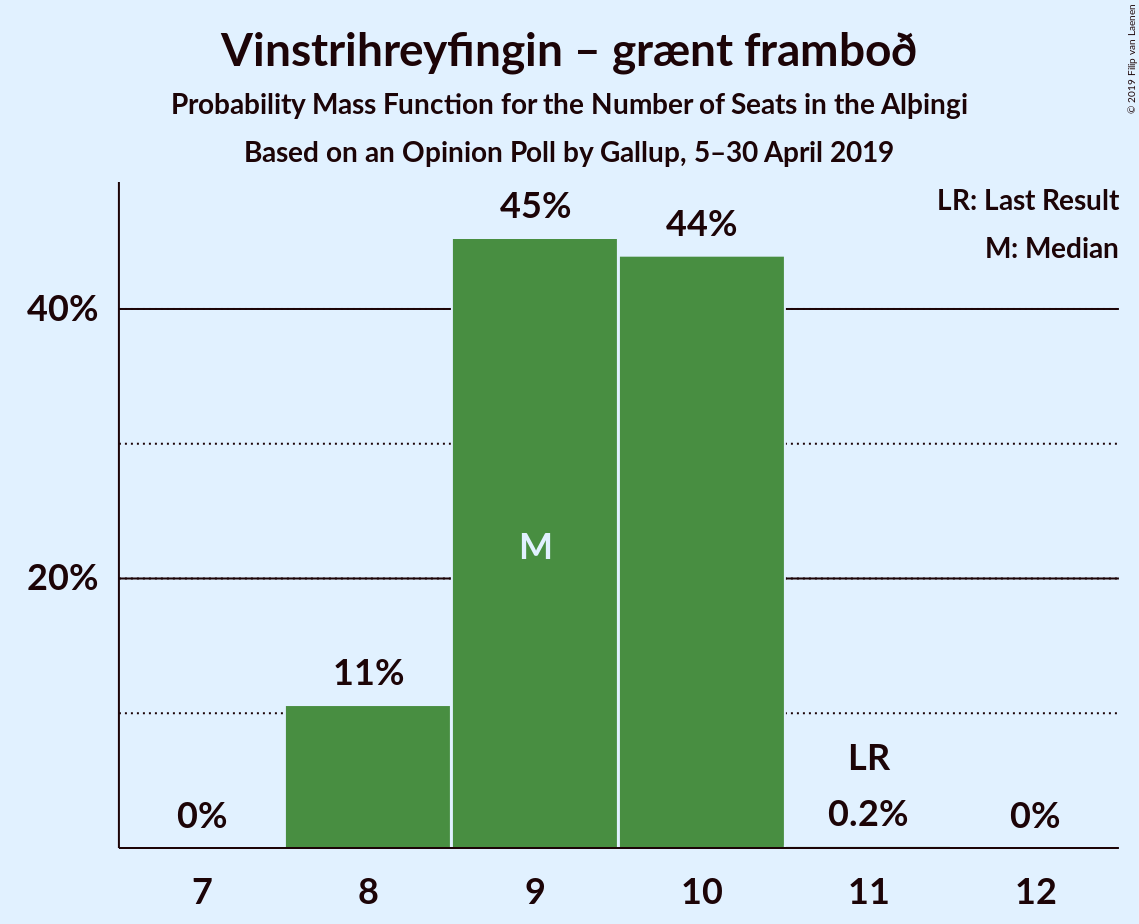 Vinstrihreyfingin – grænt framboð
Probability Mass Function for the Number of Seats in the Alþingi
Based on an Opinion Poll by Gallup, 5–30 April 2019
© 2019 Filip van Laenen
LR: Last Result
M: Median
45%
44%
40%
M
20%
11%
LR
0%
0.2%
0%
7
8
9
10
11
12